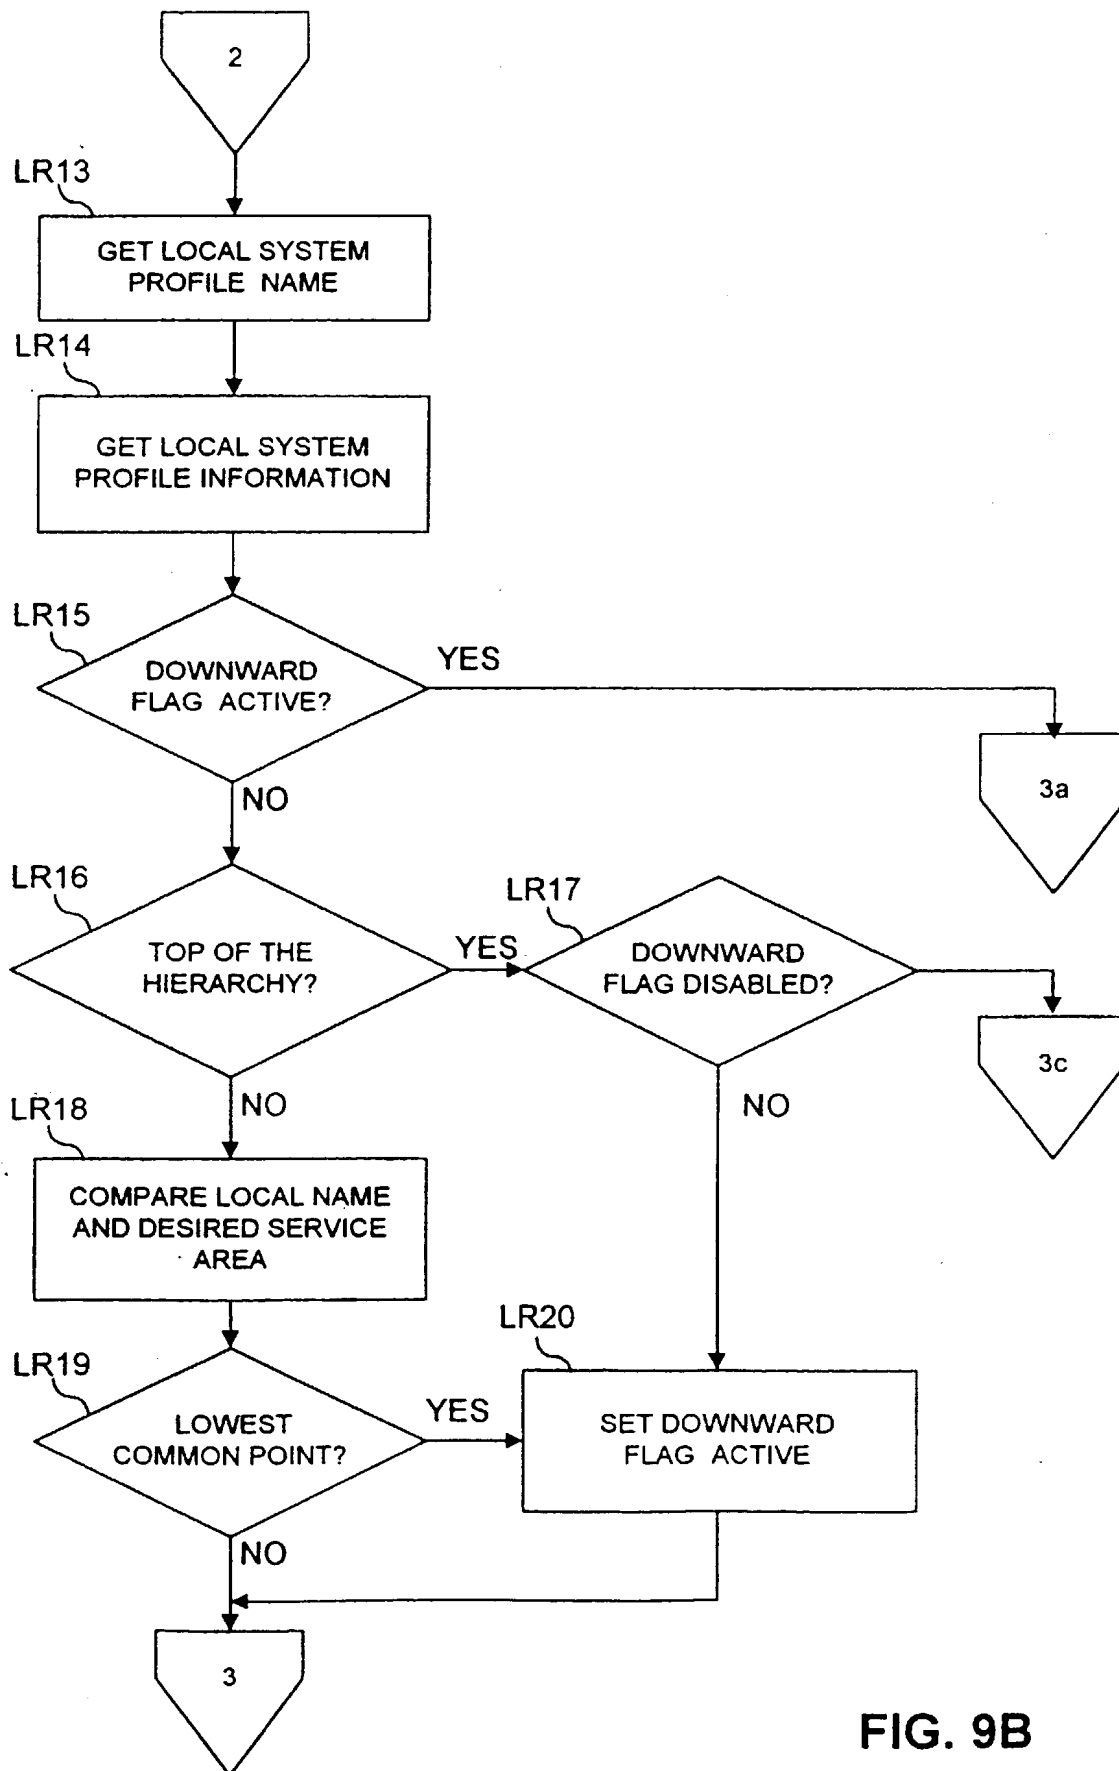 2
LR13
GET LOCAL SYSTEM
PROFILE NAME
LR14
GET LOCAL SYSTEM
PROFILE INFORMATION
LR15
DOWNWARD
FLAG ACTIVE?
YES
3a
NO
LR16
TOP OF THE
HIERARCHY?
YES
LR17
DOWNWARD
FLAG DISABLED?
3c
NO
NO
LR18
COMPARE LOCAL NAME
AND DESIRED SERVICE
AREA
LR19
LOWEST
COMMON POINT?
YES
LR20
SET DOWNWARD
FLAG ACTIVE
NO
3
FIG. 9B